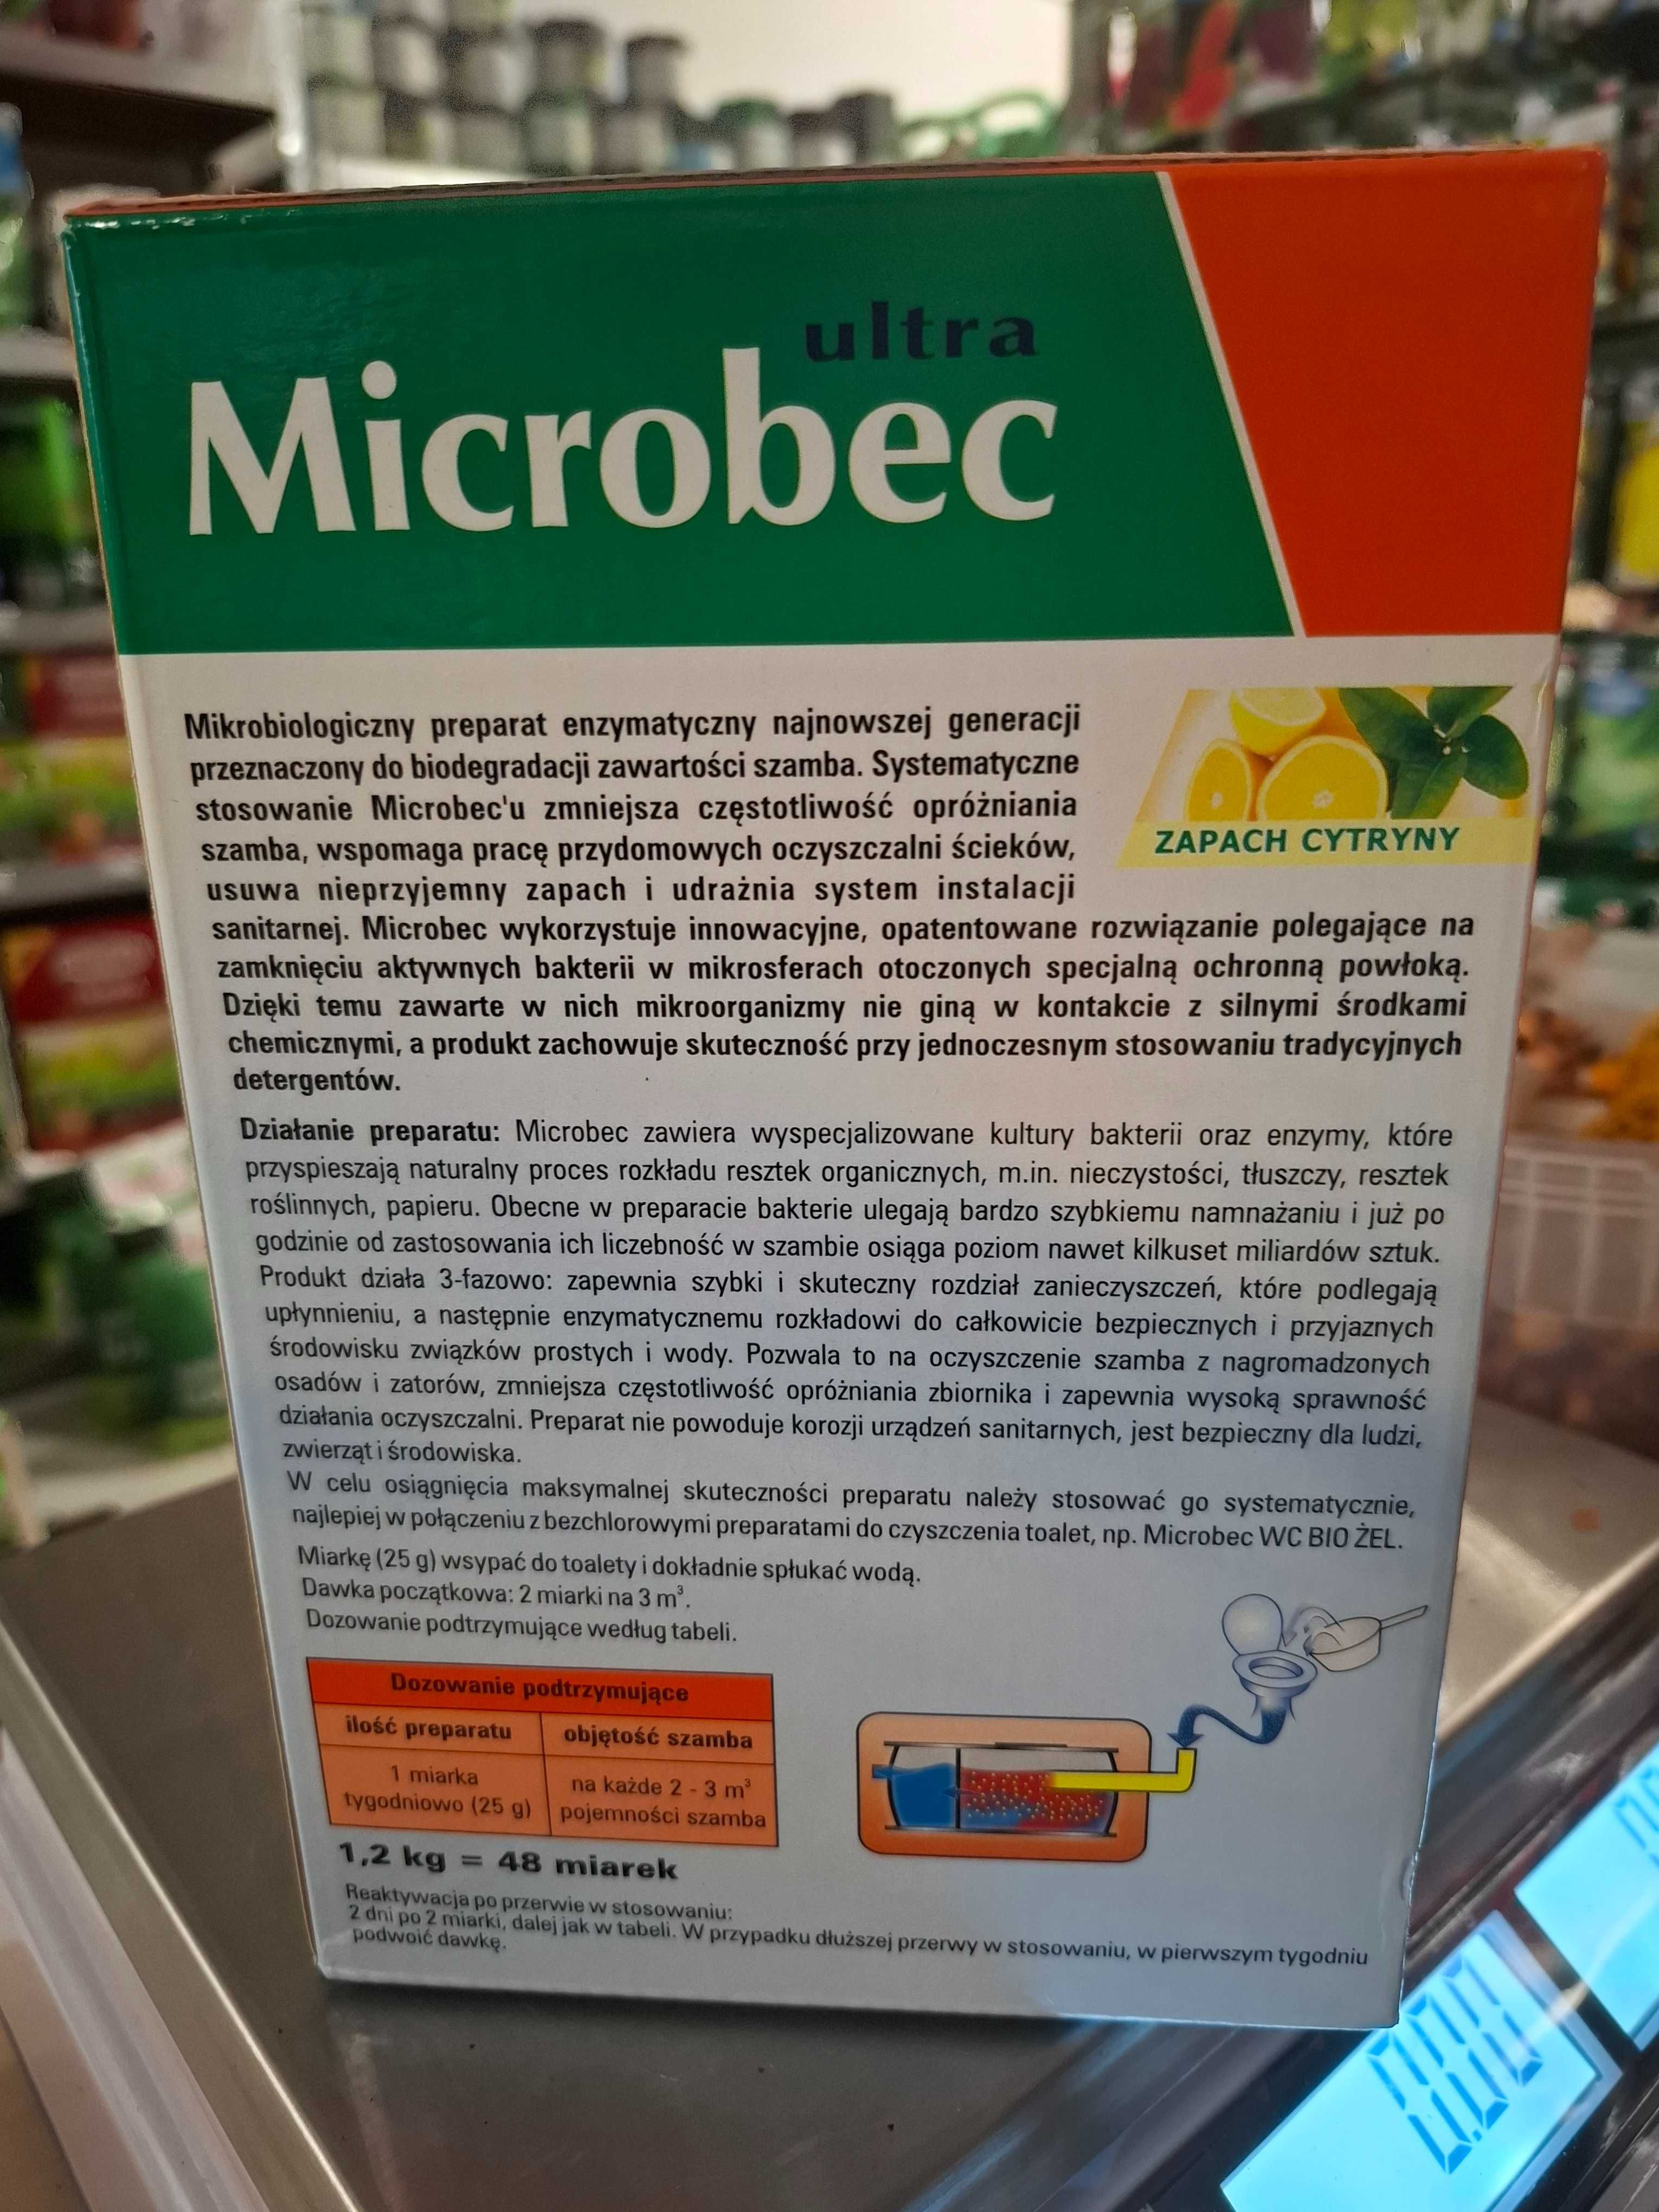 ultra
Microbec
Mikrobiologiczny preparat enzymatyczny najnowszej generacji
przeznaczony do biodegradacji zawartości szamba. Systematyczne
stosowanie Microbec'u zmniejsza częstotliwość opróżniania
szamba, wspomaga pracę przydomowych oczyszczalni ścieków,
usuwa nieprzyjemny zapach i udrażnia system instalacji
ZAPACH CYTRYNY
sanitarnej. Microbec wykorzystuje innowacyjne, opatentowane rozwiązanie polegające na
zamknięciu aktywnych bakterii w mikrosferach otoczonych specjalną ochronną powłoką.
Dzięki temu zawarte w nich mikroorganizmy nie giną w kontakcie z silnymi środkami
chemicznymi, a produkt zachowuje skuteczność przy jednoczesnym stosowaniu tradycyjnych
detergentów.
Działanie preparatu: Microbec zawiera wyspecjalizowane kultury bakterii oraz enzymy, które
przyspieszają naturalny proces rozkładu resztek organicznych, m.in. nieczystości, tłuszczy, resztek
roślinnych, papieru. Obecne w preparacie bakterie ulegają bardzo szybkiemu namnażaniu i już po
godzinie od zastosowania ich liczebność w szambie osiąga poziom nawet kilkuset miliardów sztuk.
Produkt działa 3-fazowo: zapewnia szybki i skuteczny rozdział zanieczyszczeń, które podlegają
upłynnieniu, a następnie enzymatycznemu rozkładowi do całkowicie bezpiecznych i przyjaznych
środowisku związków prostych i wody. Pozwala to na oczyszczenie szamba z nagromadzonych
osadów i zatorów, zmniejsza częstotliwość opróżniania zbiornika i zapewnia wysoką sprawność
działania oczyszczalni. Preparat nie powoduje korozji urządzeń sanitarnych, jest bezpieczny dla ludzi,
zwierząt i środowiska.
W celu osiągnięcia maksymalnej skuteczności preparatu należy stosować go systematycznie,
najlepiej w połączeniu z bezchlorowymi preparatami do czyszczenia toalet, np. Microbec WC BIO ŻEL.
Miarkę (25 g) wsypać do toalety i dokładnie spłukać wodą.
Dawka początkowa: 2 miarki na 3 m³.
Dozowanie podtrzymujące według tabeli.
Dozowanie podtrzymujące
ilość preparatu objętość szamba
1 miarka
tygodniowo (25 g)
na każde 2 - 3 m³
pojemności szamba
1,2 kg = 48 miarek
Reaktywacja po przerwie w stosowaniu:
2 dni po 2 miarki, dalej jak w tabeli. W przypadku dłuższej przerwy w stosowaniu, w pierwszym tygodniu
podwoić dawkę.